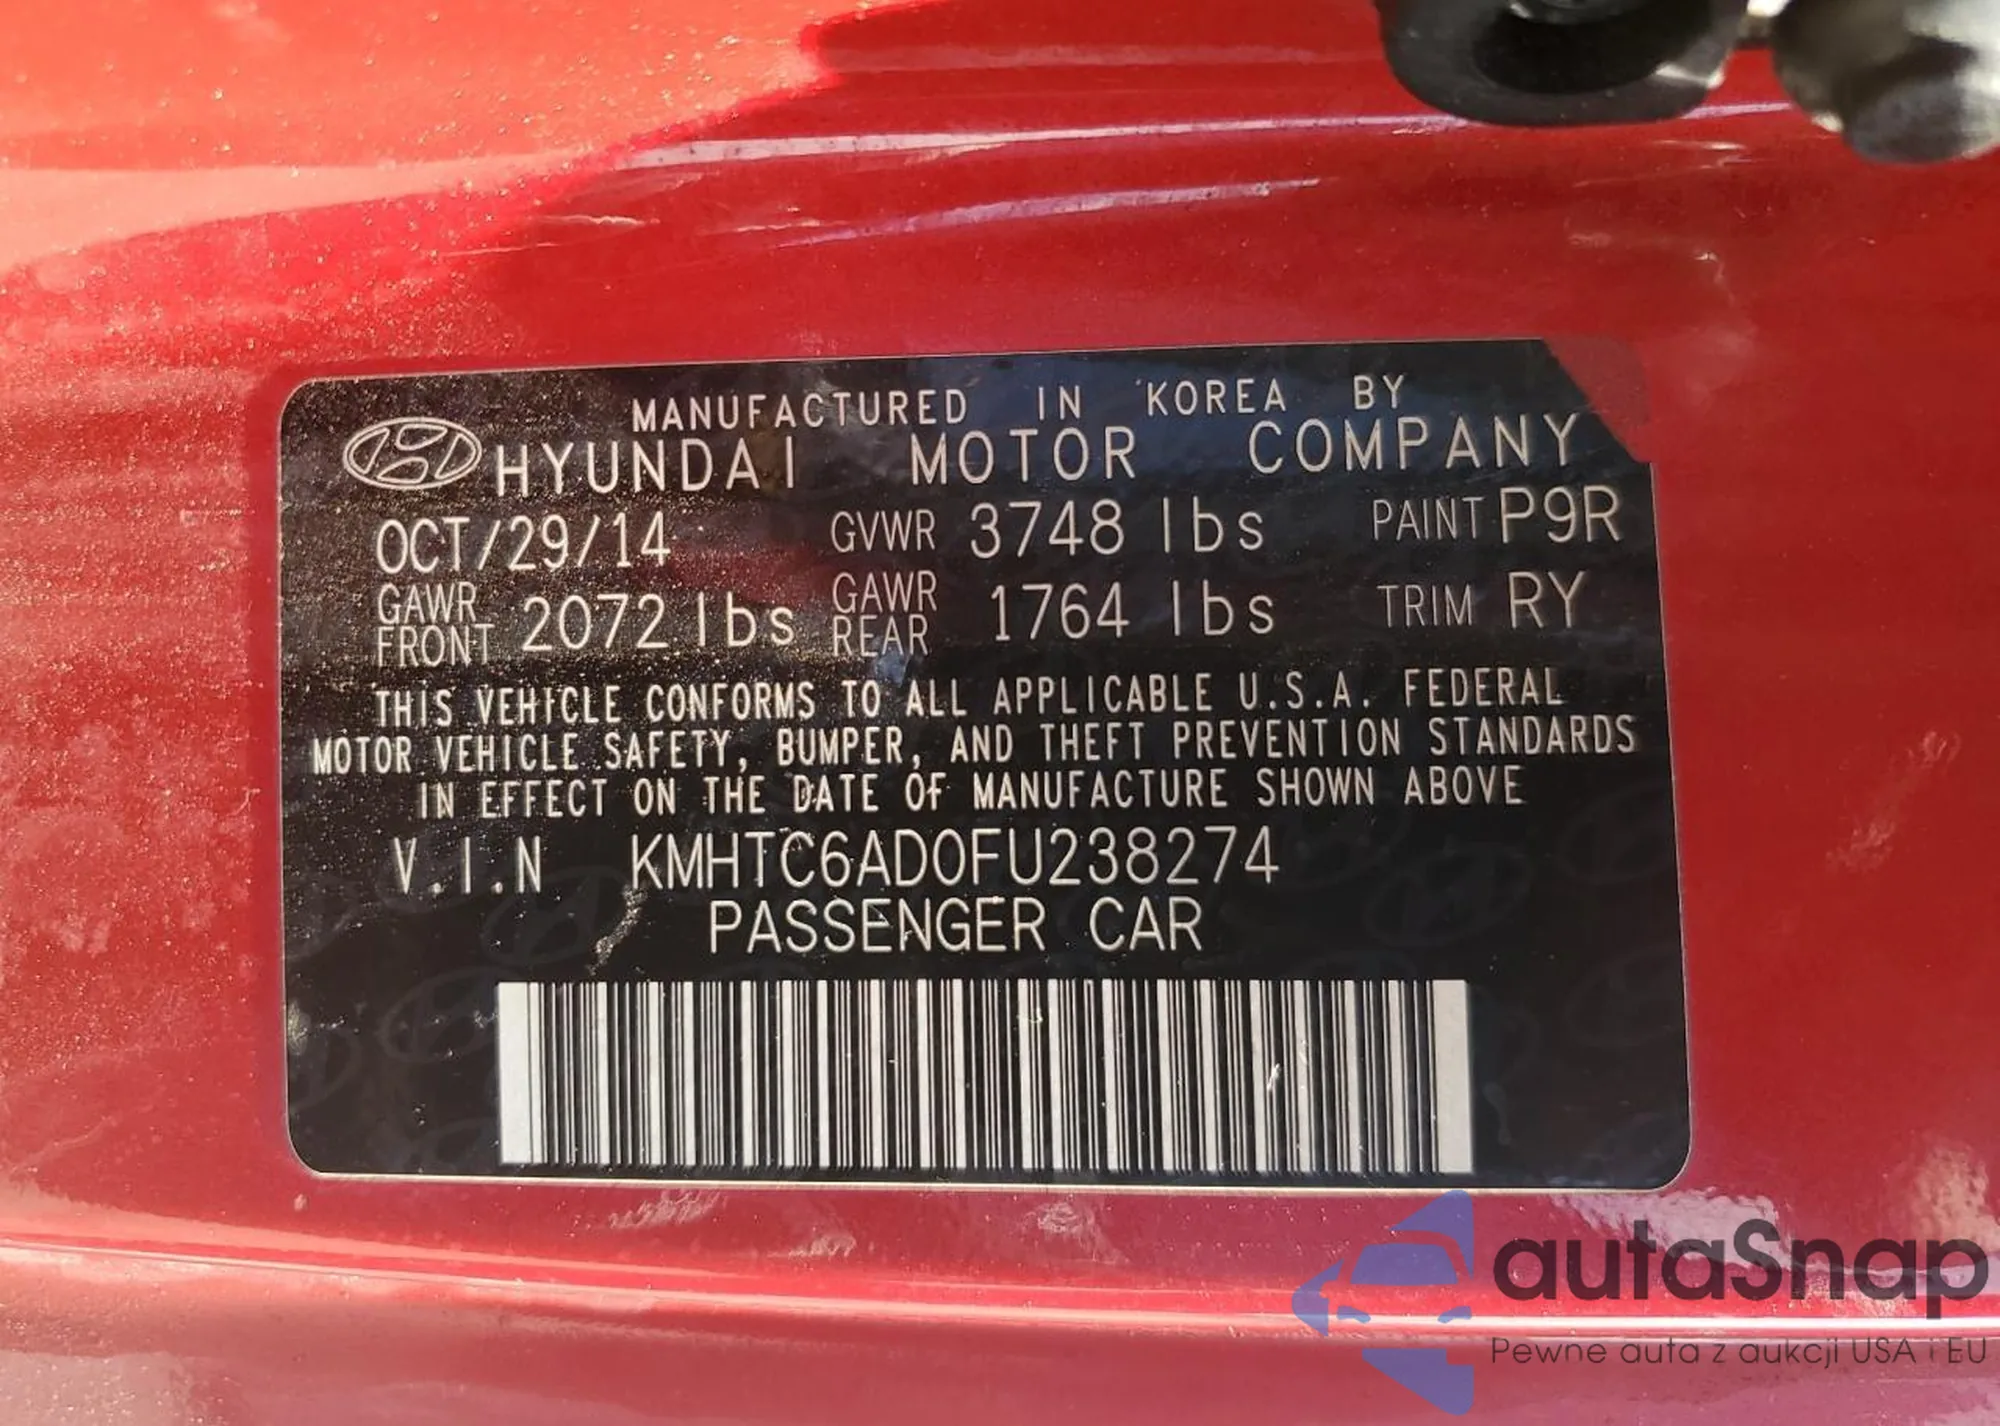 MANUFACTURED IN KOREA BY
HYUNDAI MOTOR COMPANY
OCT/29/14 GVWR 3748 lbs PAINT P9R
GAWR FRONT 2072 lbs GAWR REAR 1764 lbs TRIM RY
THIS VEHICLE CONFORMS TO ALL APPLICABLE U.S.A. FEDERAL
MOTOR VEHICLE SAFETY, BUMPER, AND THEFT PREVENTION STANDARDS
IN EFFECT ON THE DATE OF MANUFACTURE SHOWN ABOVE
V.I.N KMHTC6AD0FU238274
PASSENGER CAR
autaSnap
Pewne auta z aukcji USA i EU